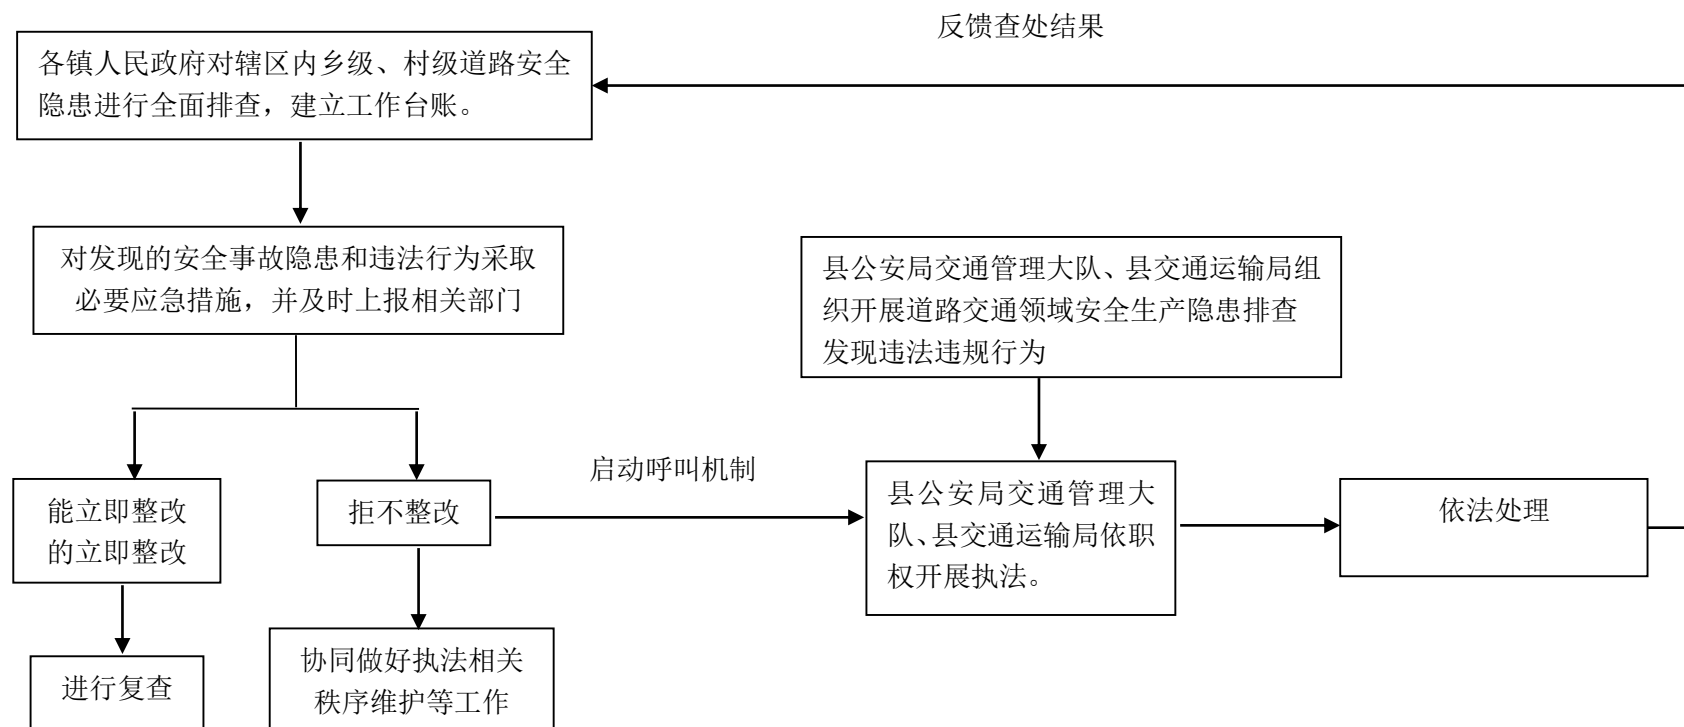 反馈查处结果
各镇人民政府对辖区内乡级、村级道路安全
隐患进行全面排查，建立工作台账。
对发现的安全事故隐患和违法行为采取
必要应急措施，并及时上报相关部门
县公安局交通管理大队、县交通运输局组
织开展道路交通领域安全生产隐患排查
发现违法违规行为
能立即整改
的立即整改
拒不整改
启动呼叫机制
县公安局交通管理大
队、县交通运输局依职
权开展执法。
依法处理
进行复查
协同做好执法相关
秩序维护等工作